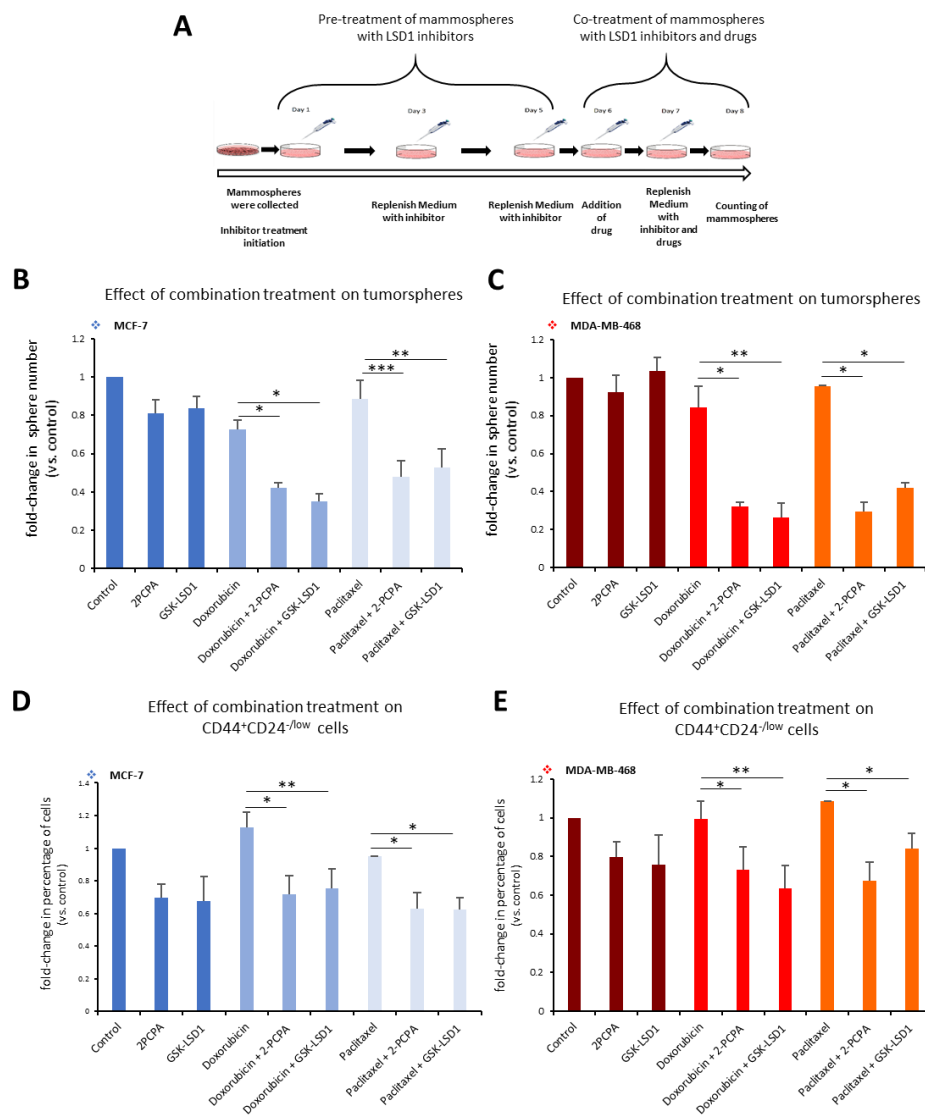 A
Pre-treatment of mammospheres
with LSD1 inhibitors
Co-treatment of mammospheres
with LSD1 inhibitors and drugs
Day 1
Day 3
Day 5
Day 6
Day 7
Day 8
Mammospheres
were collected
Inhibitor treatment
initiation
Replenish Medium
with inhibitor
Replenish Medium
with inhibitor
Addition
of
drug
Replenish
Medium
with
inhibitor and
drugs
Counting of
mammospheres
B
Effect of combination treatment on tumorspheres
MCF-7
fold-change in sphere number
(vs. control)
1.2
1
0.8
0.6
0.4
0.2
0
*
*
***
**
Control
2PCPA
GSK-LSD1
Doxorubicin
Doxorubicin + 2-PCPA
Doxorubicin + GSK-LSD1
Paclitaxel
Paclitaxel + 2-PCPA
Paclitaxel + GSK-LSD1
C
Effect of combination treatment on tumorspheres
MDA-MB-468
fold-change in sphere number
(vs. control)
1.2
1
0.8
0.6
0.4
0.2
0
**
*
*
*
Control
2PCPA
GSK-LSD1
Doxorubicin
Doxorubicin + 2-PCPA
Doxorubicin + GSK-LSD1
Paclitaxel
Paclitaxel + 2-PCPA
Paclitaxel + GSK-LSD1
D
Effect of combination treatment on
CD44⁺CD24⁻/ˡᵒʷ cells
MCF-7
fold-change in percentage of cells
(vs. control)
1.4
1.2
1
0.8
0.6
0.4
0.2
0
**
*
*
*
Control
2PCPA
GSK-LSD1
Doxorubicin
Doxorubicin + 2-PCPA
Doxorubicin + GSK-LSD1
Paclitaxel
Paclitaxel + 2-PCPA
Paclitaxel + GSK-LSD1
E
Effect of combination treatment on
CD44⁺CD24⁻/ˡᵒʷ cells
MDA-MB-468
fold-change in percentage of cells
(vs. control)
1.2
1
0.8
0.6
0.4
0.2
0
**
*
*
*
Control
2PCPA
GSK-LSD1
Doxorubicin
Doxorubicin + 2-PCPA
Doxorubicin + GSK-LSD1
Paclitaxel
Paclitaxel + 2-PCPA
Paclitaxel + GSK-LSD1